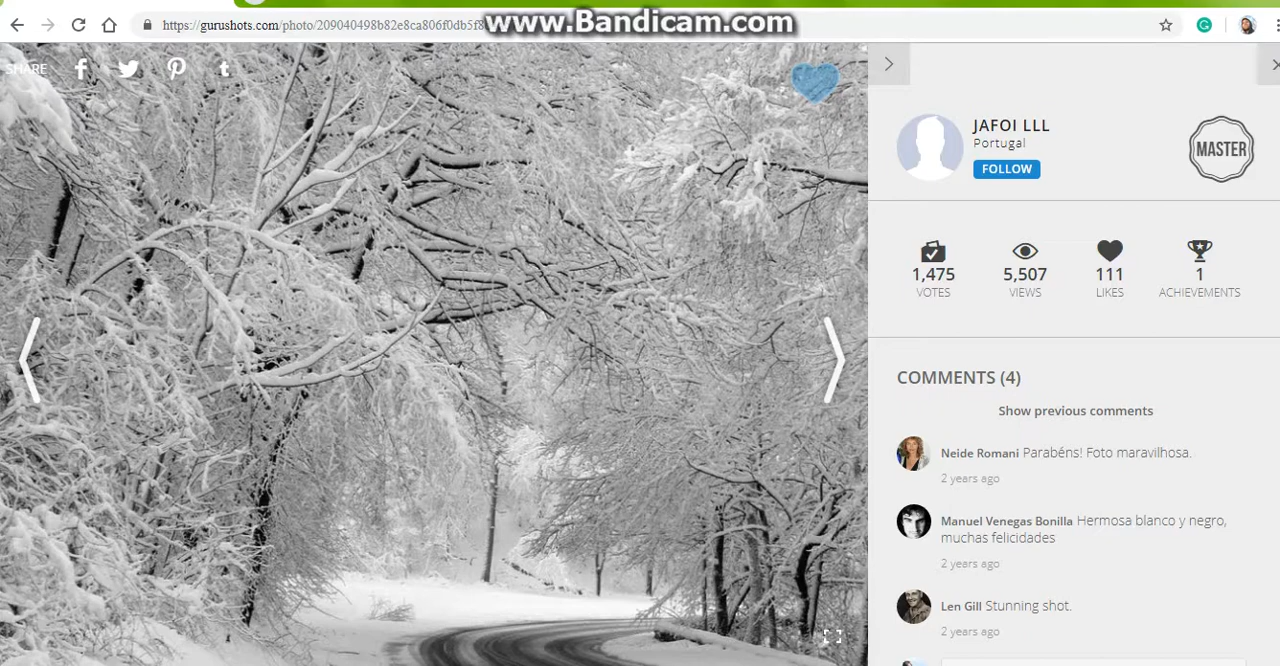 https://gurushots.com/photo/209040498b82e8ca806f0db5f8
www.Bandicam.com
SHARE
JAFOI LLL
Portugal
FOLLOW
MASTER
1,475
VOTES
5,507
VIEWS
111
LIKES
1
ACHIEVEMENTS
COMMENTS (4)
Show previous comments
Neide Romani Parabéns! Foto maravilhosa.
2 years ago
Manuel Venegas Bonilla Hermosa blanco y negro,
muchas felicidades
2 years ago
Len Gill Stunning shot.
2 years ago